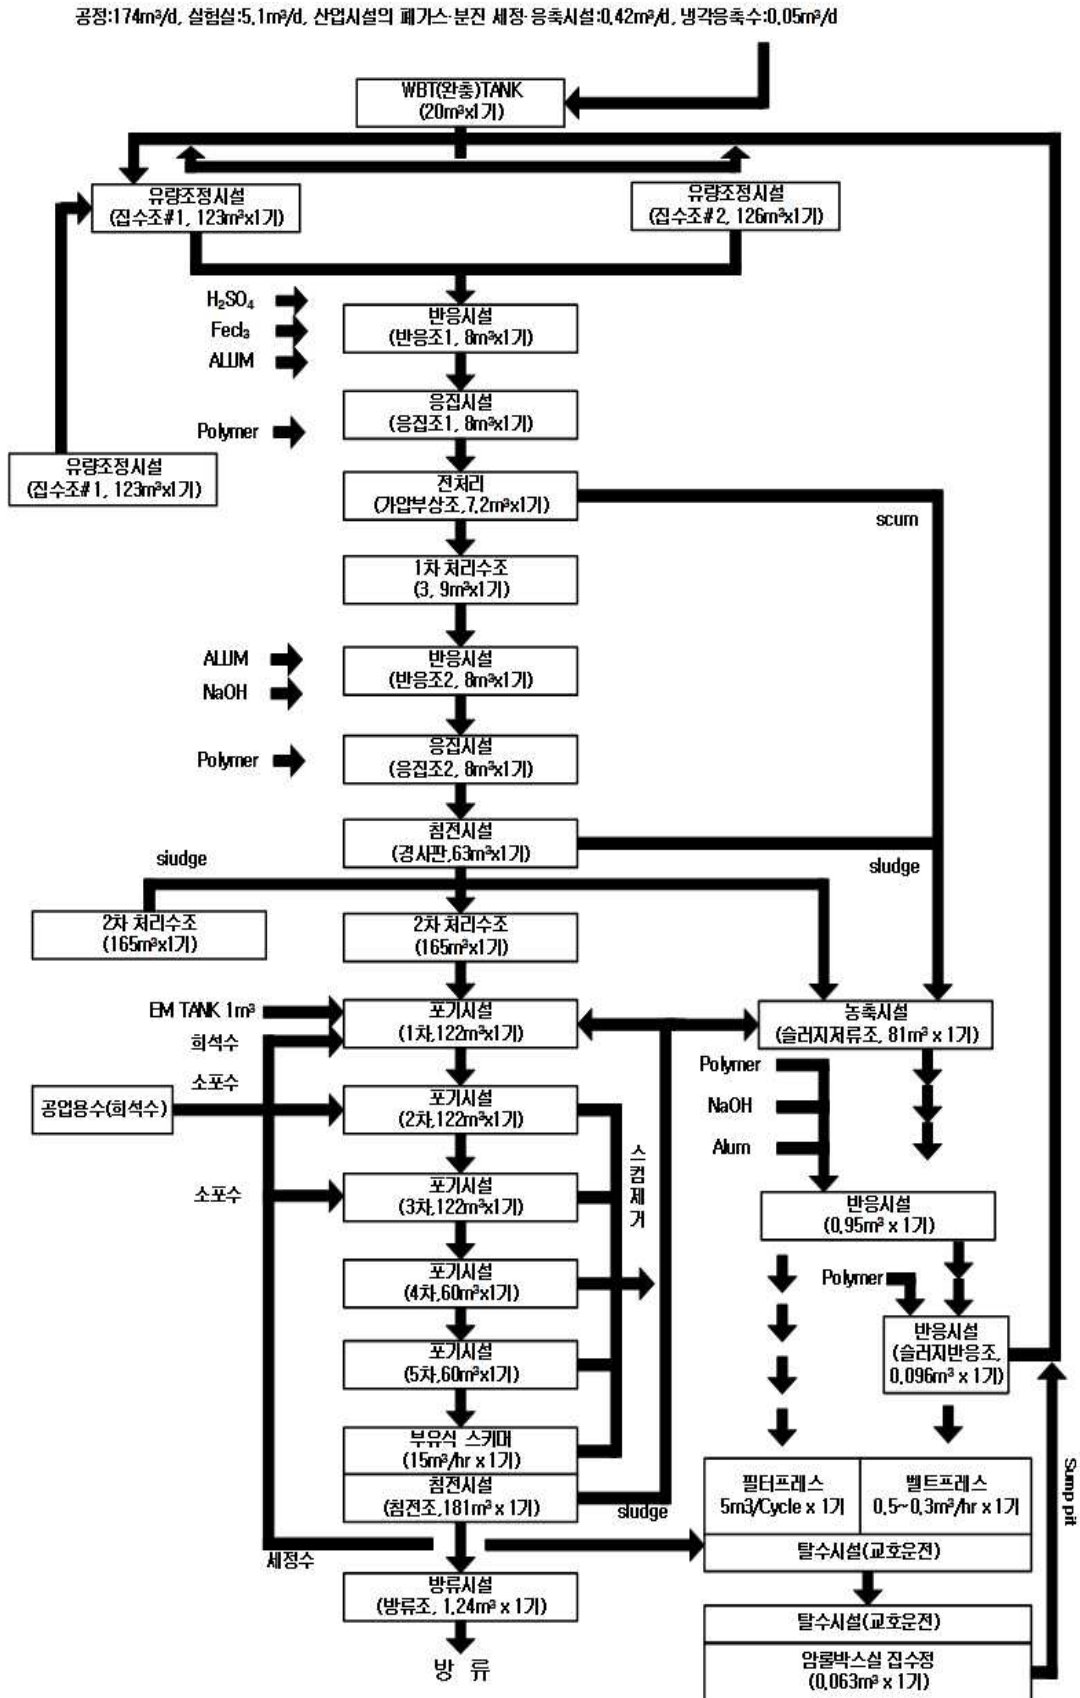 공정:174m³/d, 실험실:5.1m³/d, 산업시설의 폐가스·분진 세정·응축시설:0.42m³/d, 냉각응축수:0.05m³/d
WBT(완충)TANK
(20m³x1기)
유량조정시설
(집수조#1, 123m³x1기)
유량조정시설
(집수조#2, 126m³x1기)
H₂SO₄
Fecl₃
ALUM
반응시설
(반응조1, 8m³x1기)
Polymer
응집시설
(응집조1, 8m³x1기)
유량조정시설
(집수조#1, 123m³x1기)
전처리
(가압부상조,7.2m³x1기)
scum
1차 처리수조
(3, 9m³x1기)
ALUM
NaOH
반응시설
(반응조2, 8m³x1기)
Polymer
응집시설
(응집조2, 8m³x1기)
침전시설
(경사판,63m³x1기)
siudge
sludge
2차 처리수조
(165m³x1기)
2차 처리수조
(165m³x1기)
EM TANK 1m³
희석수
포기시설
(1차,122m³x1기)
농축시설
(슬러지저류조, 81m³ x 1기)
소포수
공업용수(희석수)
포기시설
(2차,122m³x1기)
Polymer
NaOH
Alum
스컴제거
소포수
포기시설
(3차,122m³x1기)
반응시설
(0.95m³ x 1기)
포기시설
(4차,60m³x1기)
Polymer
포기시설
(5차,60m³x1기)
반응시설
(슬러지반응조,
0.096m³ x 1기)
부유식 스키머
(15m³/hr x 1기)
침전시설
(침전조,181m³ x 1기)
sludge
필터프레스
5m3/Cycle x 1기
벨트프레스
0.5~0.3m³/hr x 1기
탈수시설(교호운전)
Sump pit
세정수
방류시설
(방류조, 1.24m³ x 1기)
탈수시설(교호운전)
암롤박스실 집수정
(0.063m³ x 1기)
방 류